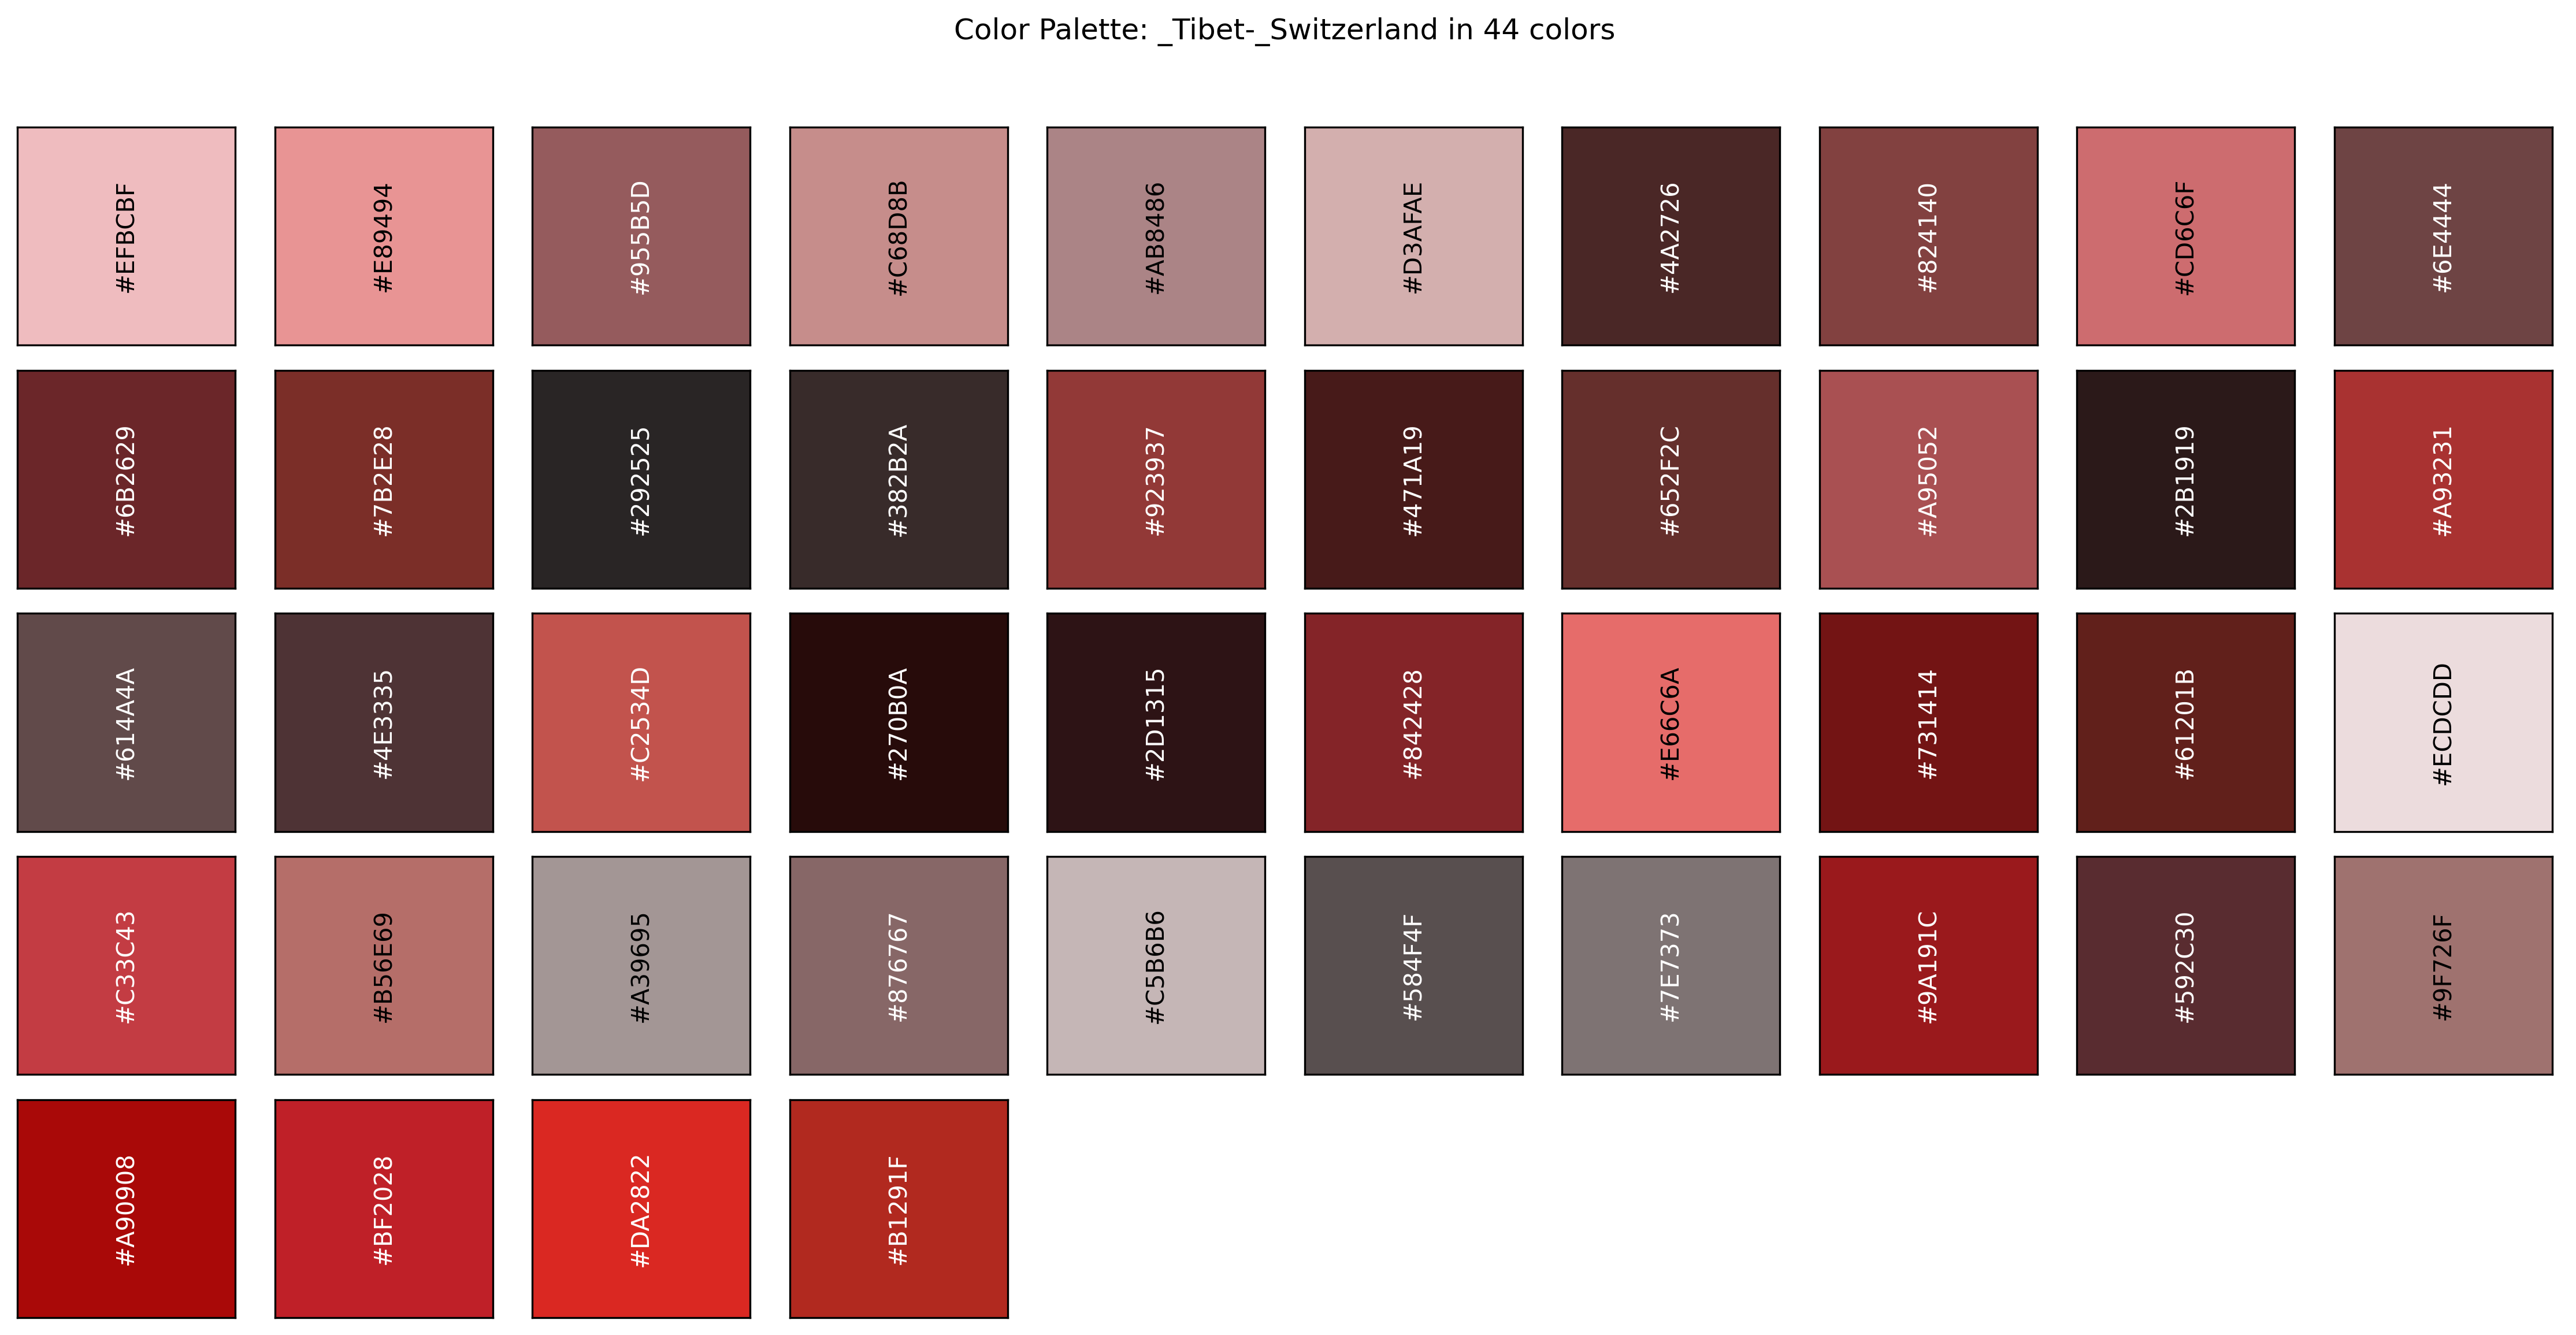 Color Palette: _Tibet-_Switzerland in 44 colors
#EFBCBF
#E89494
#955B5D
#C68D8B
#AB8486
#D3AFAE
#4A2726
#824140
#CD6C6F
#6E4444
#6B2629
#7B2E28
#292525
#382B2A
#923937
#471A19
#652F2C
#A95052
#2B1919
#A93231
#614A4A
#4E3335
#C2534D
#270B0A
#2D1315
#842428
#E66C6A
#731414
#61201B
#ECDCDD
#C33C43
#B56E69
#A39695
#876767
#C5B6B6
#584F4F
#7E7373
#9A191C
#592C30
#9F726F
#A90908
#BF2028
#DA2822
#B1291F